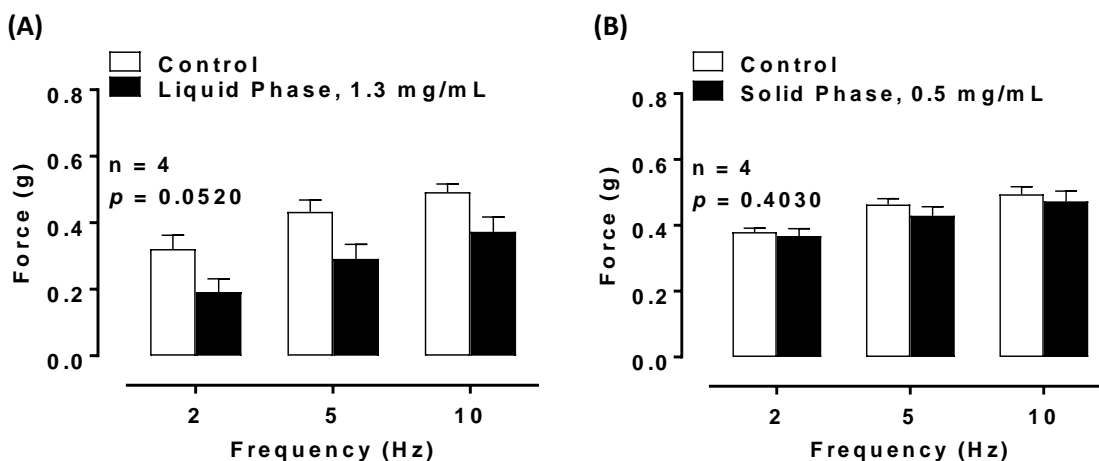 (A)
Control
Liquid Phase, 1.3 mg/mL
0.8
n = 4
0.6
p = 0.0520
0.4
0.2
0.0
Force (g)
2 5 10
Frequency (Hz)
(B)
Control
Solid Phase, 0.5 mg/mL
0.8
0.6
n = 4
p = 0.4030
0.4
0.2
0.0
Force (g)
2 5 10
Frequency (Hz)